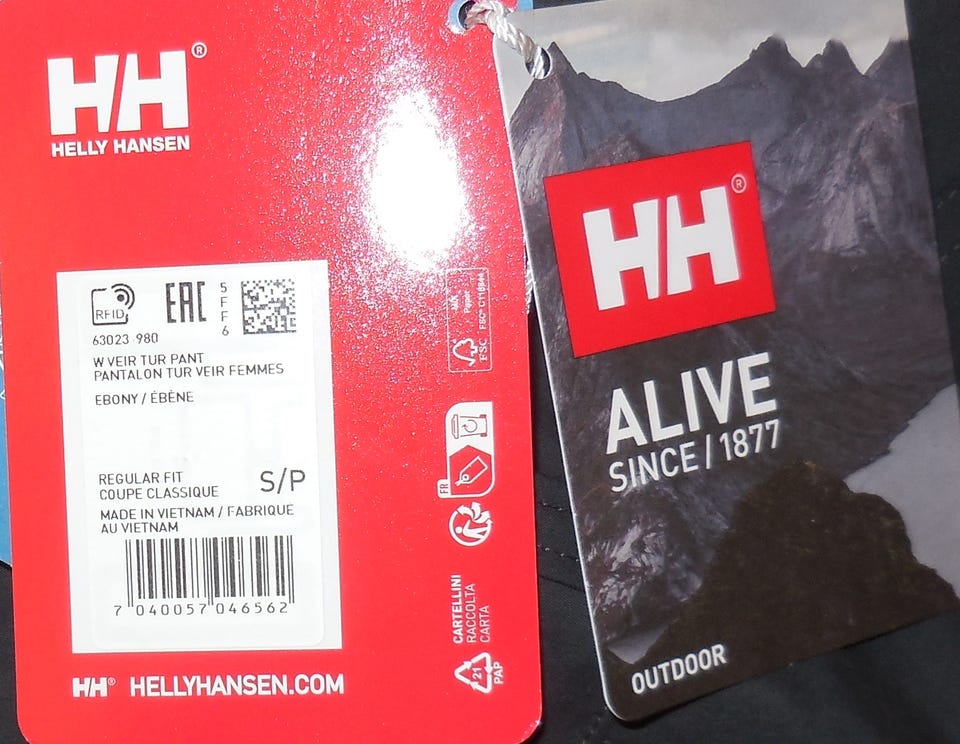 HH®
HELLY HANSEN
RFID
EAC
5
F
F
6
63023 980
W VEIR TUR PANT
PANTALON TUR VEIR FEMMES
EBONY / ÉBÈNE
REGULAR FIT
COUPE CLASSIQUE
S/P
MADE IN VIETNAM / FABRIQUE
AU VIETNAM
7 040057 046562
HH® HELLYHANSEN.COM
MIX
Paper
FSC
FR
CARTELLINI
RACCOLTA
CARTA
21
PAP
HH®
ALIVE
SINCE / 1877
OUTDOOR